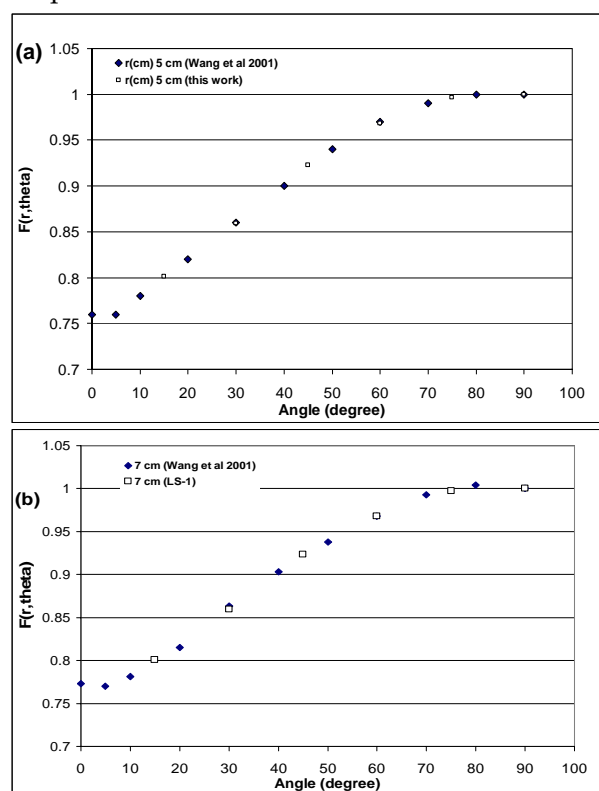 (a)
r(cm) 5 cm (Wang et al 2001)
r(cm) 5 cm (this work)
1.05
1
0.95
0.9
0.85
0.8
0.75
0.7
F(r,theta)
0 10 20 30 40 50 60 70 80 90 100
Angle (degree)
(b)
7 cm (Wang et al 2001)
7 cm (LS-1)
1.05
1
0.95
0.9
0.85
0.8
0.75
0.7
F(r,theta)
0 10 20 30 40 50 60 70 80 90 100
Angle (degree)